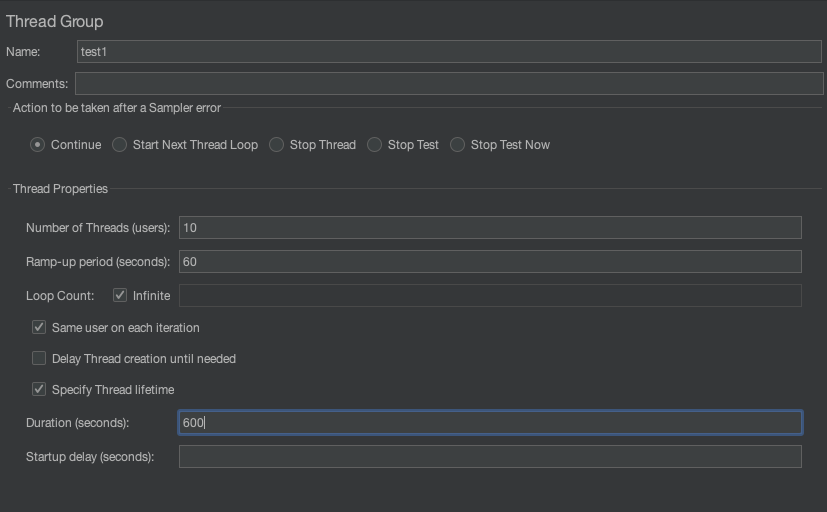 Thread Group
Name: test1
Comments:
Action to be taken after a Sampler error
Continue Start Next Thread Loop Stop Thread Stop Test Stop Test Now
Thread Properties
Number of Threads (users): 10
Ramp-up period (seconds): 60
Loop Count: Infinite
Same user on each iteration
Delay Thread creation until needed
Specify Thread lifetime
Duration (seconds): 600
Startup delay (seconds):